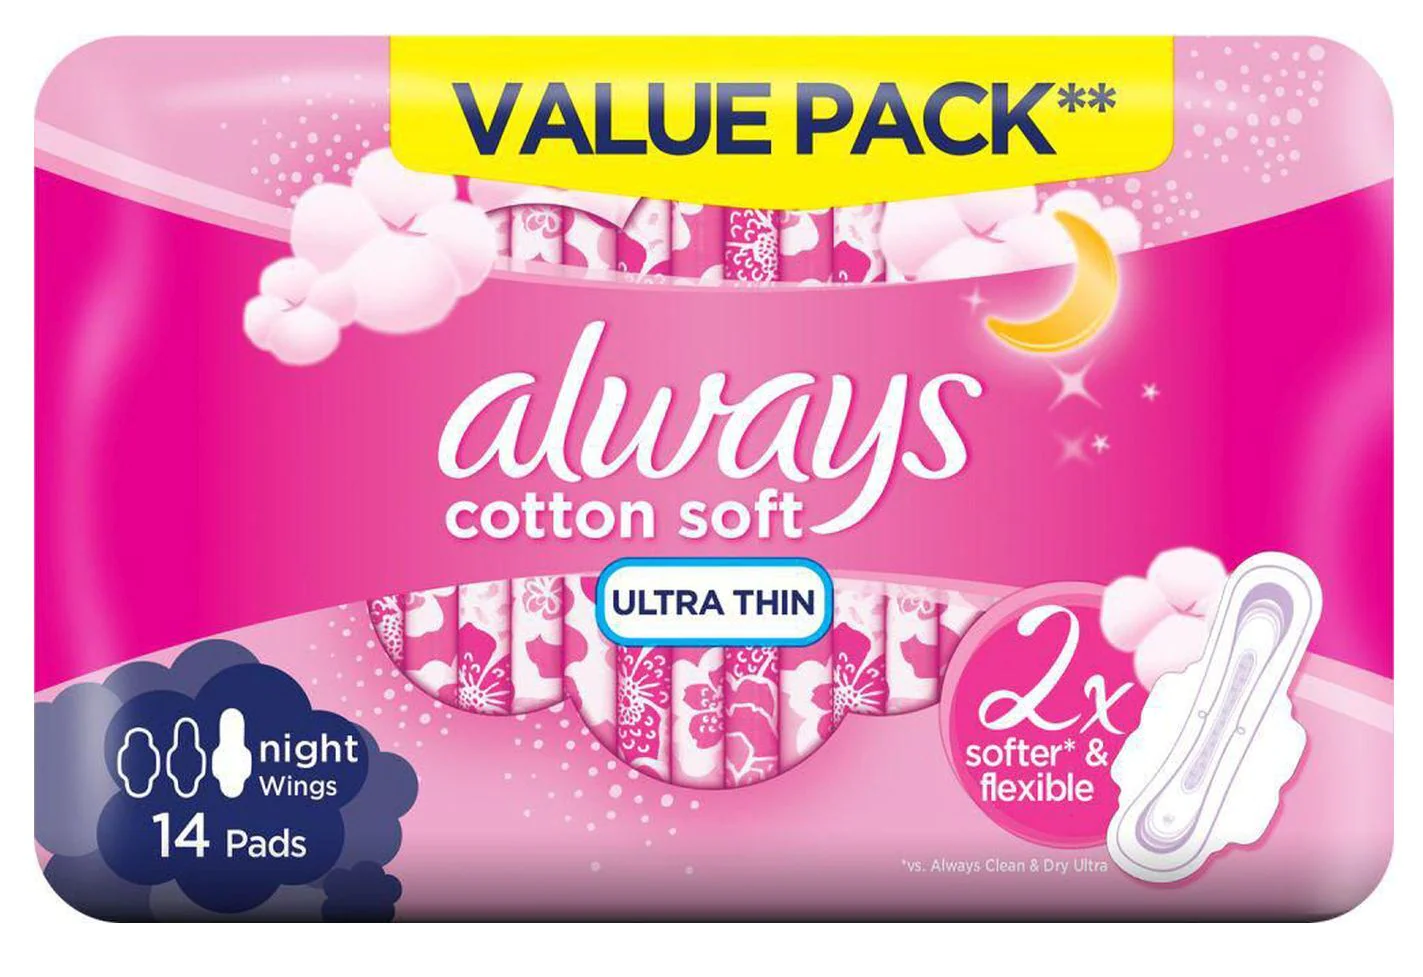 VALUE PACK**
always
cotton soft
ULTRA THIN
2x
softer* &
flexible
night
Wings
14 Pads
*vs. Always Clean & Dry Ultra